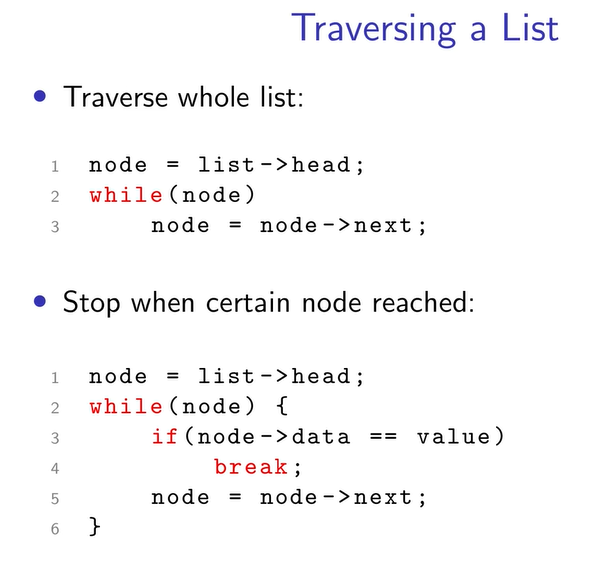 Traversing a List
• Traverse whole list:
1 node = list->head;
2 while(node)
3     node = node->next;
• Stop when certain node reached:
1 node = list->head;
2 while(node) {
3     if(node->data == value)
4         break;
5     node = node->next;
6 }